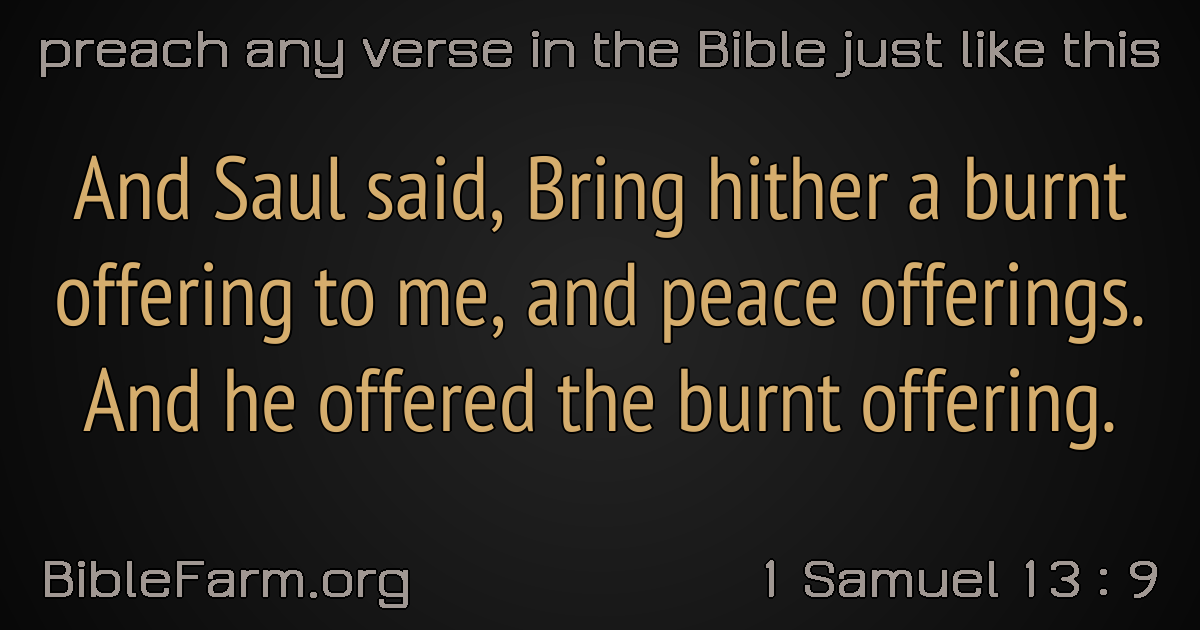 preach any verse in the Bible just like this
And Saul said, Bring hither a burnt
offering to me, and peace offerings.
And he offered the burnt offering.
BibleFarm.org
1 Samuel 13 : 9